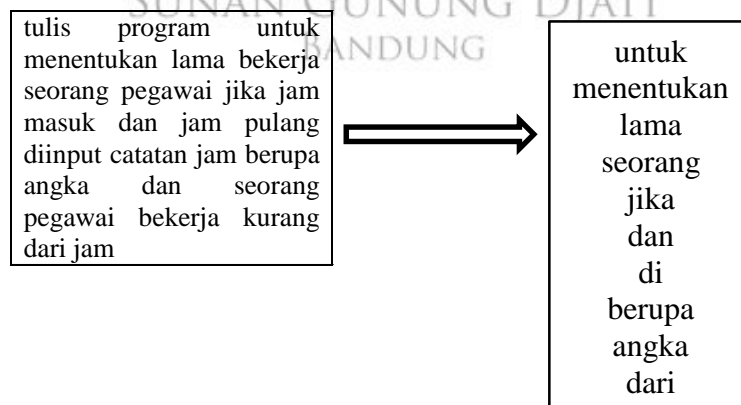 SUNAN GUNUNG DJATI
BANDUNG
tulis program untuk
menentukan lama bekerja
seorang pegawai jika jam
masuk dan jam pulang
diinput catatan jam berupa
angka dan seorang
pegawai bekerja kurang
dari jam
untuk
menentukan
lama
seorang
jika
dan
di
berupa
angka
dari